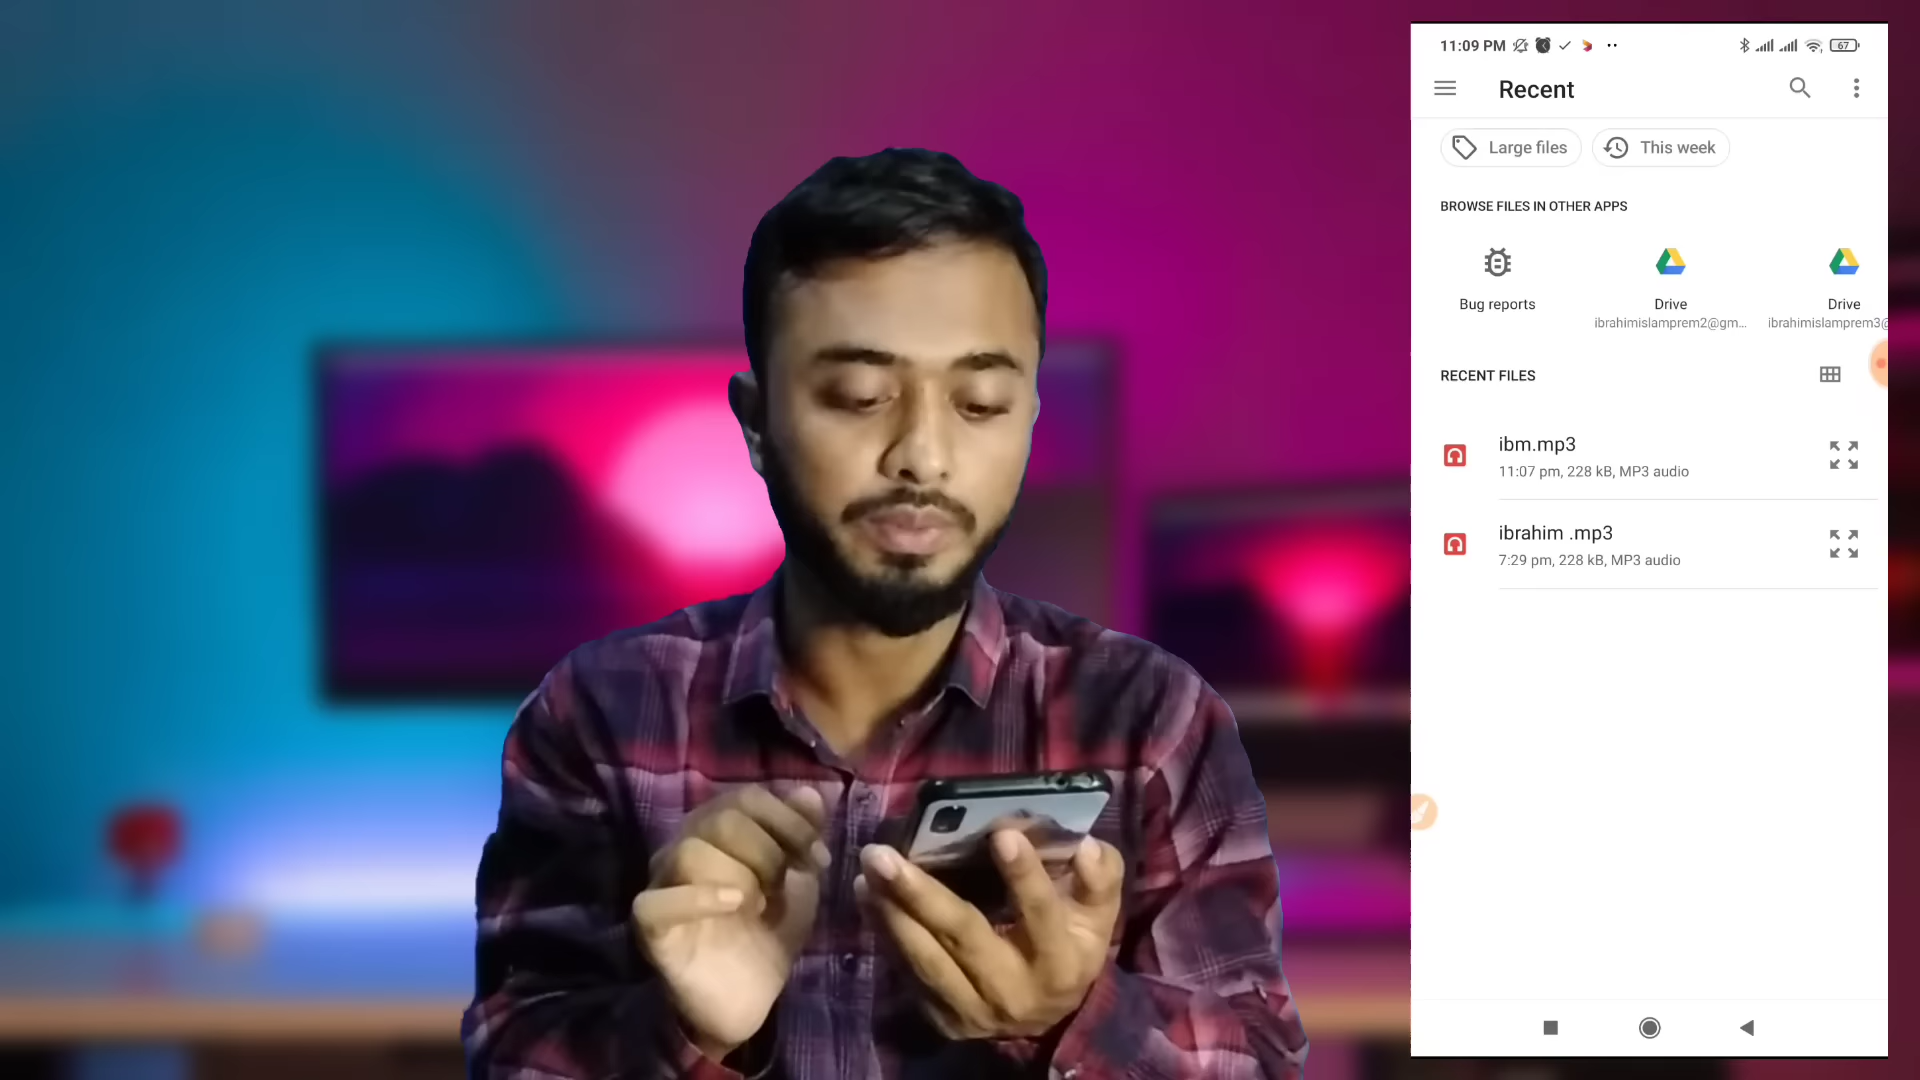 11:09 PM
67
Recent
Large files
This week
BROWSE FILES IN OTHER APPS
Bug reports
Drive
Drive
ibrahimislamprem2@gm...
ibrahimislamprem3@
RECENT FILES
ibm.mp3
11:07 pm, 228 kB, MP3 audio
ibrahim .mp3
7:29 pm, 228 kB, MP3 audio